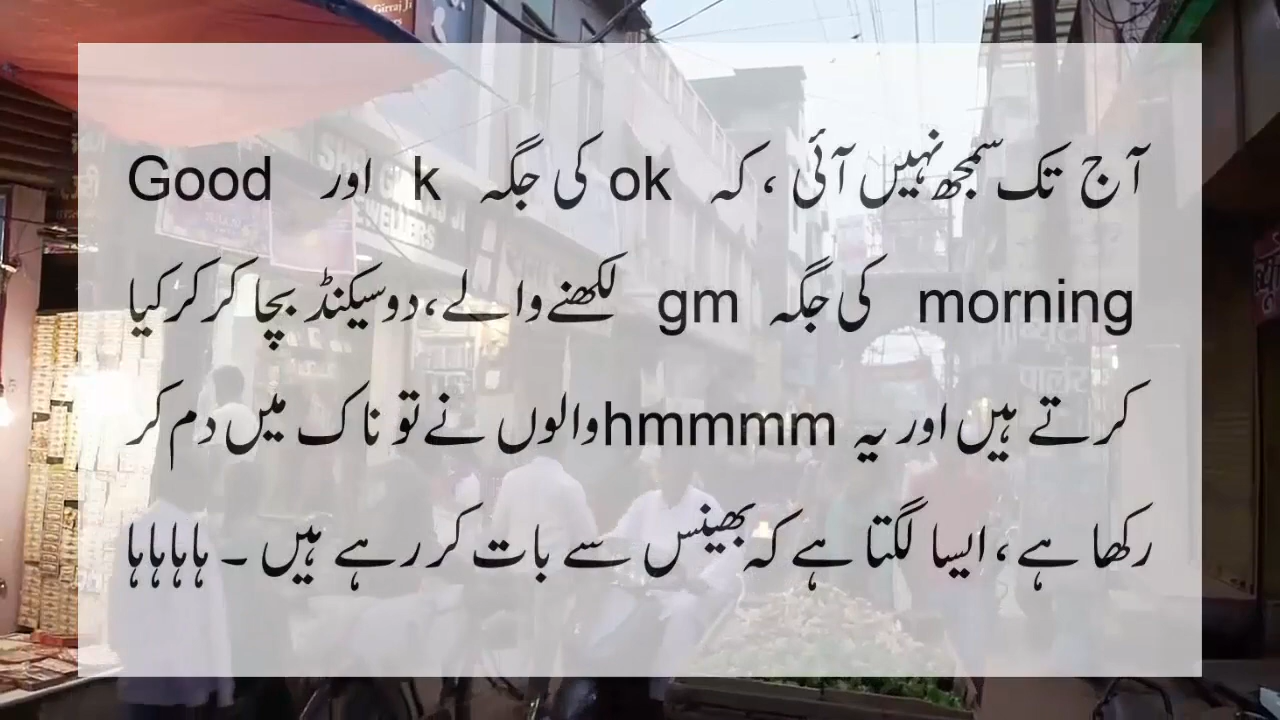 آج تک سمجھ نہیں آئی ، کہ ok کی جگہ k اور Good
morning کی جگہ gm لکھنے والے، دو سیکنڈ بچا کر کر کیا
کرتے ہیں اور یہ hmmmmوالوں نے تو ناک میں دم کر
رکھا ہے ، ایسا لگتا ہے کہ بھینس سے بات کر رہے ہیں ۔ ہاہاہاہا